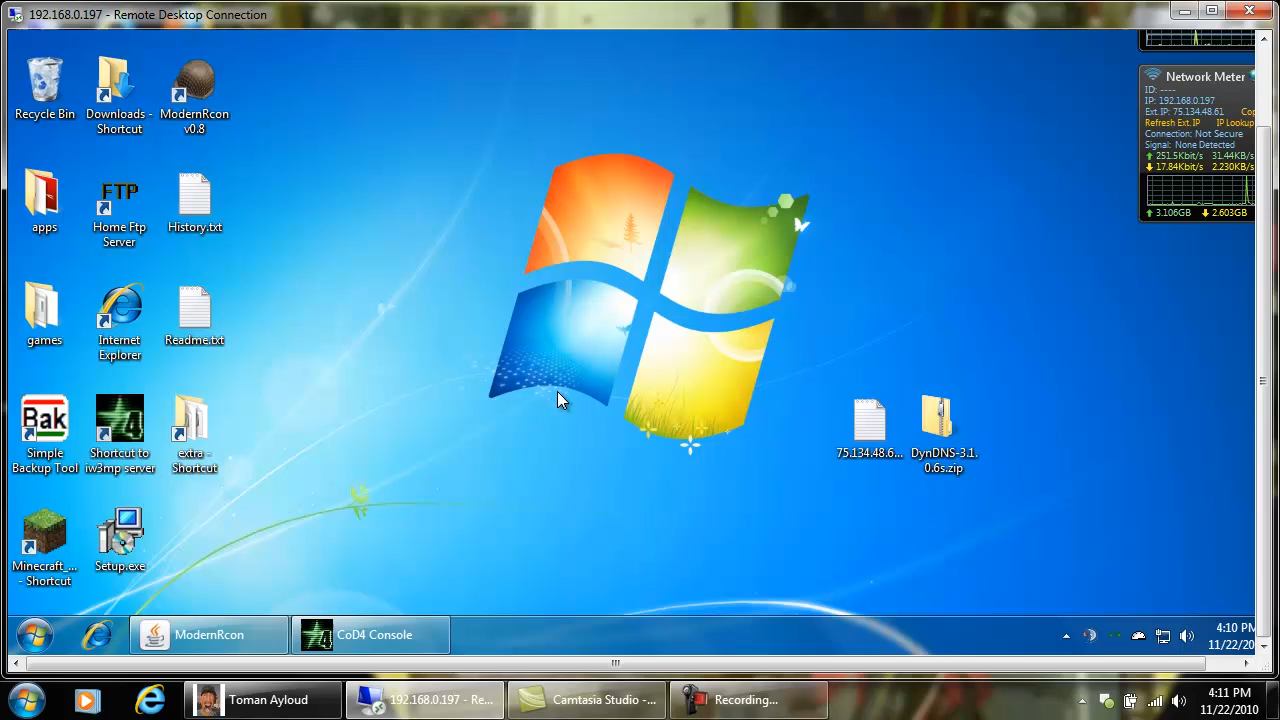 192.168.0.197 - Remote Desktop Connection
Recycle Bin
Downloads -
Shortcut
ModernRcon
v0.8
apps
FTP
Home Ftp
Server
History.txt
games
Internet
Explorer
Readme.txt
Bak
Simple
Backup Tool
4
Shortcut to
iw3mp server
extra -
Shortcut
Minecraft_...
- Shortcut
Setup.exe
75.134.48.6...
DynDNS-3.1.
0.6s.zip
Network Meter
ID: ----
IP: 192.168.0.197
Ext.IP: 75.134.48.61 Cop
Refresh Ext.IP IP Lookup
Connection: Not Secure
Signal: None Detected
251.5Kbit/s 31.44KB/s
17.84Kbit/s 2.230KB/s
3.106GB 2.603GB
ModernRcon
4
CoD4 Console
4:10 PM
11/22/20
Toman Ayloud
192.168.0.197 - Re...
Camtasia Studio -...
Recording...
4:11 PM
11/22/2010